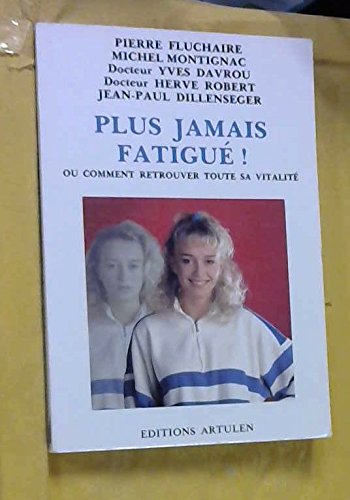 PIERRE FLUCHAIRE
MICHEL MONTIGNAC
Docteur YVES DAVROU
Docteur HERVE ROBERT
JEAN-PAUL DILLENSEGER
PLUS JAMAIS
FATIGUÉ !
OU COMMENT RETROUVER TOUTE SA VITALITÉ
EDITIONS ARTULEN